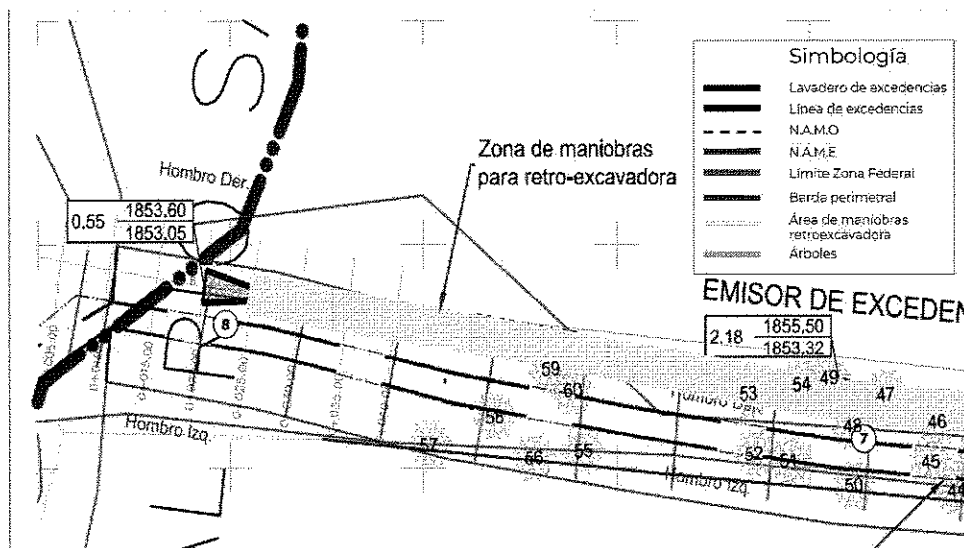 S
Simbología
Lavadero de excedencias
Línea de excedencias
N.A.M.O
N.A.M.E
Límite Zona Federal
Barda perimetral
Área de maniobras
retroexcavadora
Árboles
Zona de maniobras
para retro-excavadora
Hombro Der.
0.55
1853.60
1853.05
EMISOR DE EXCEDEN
2.18
1855.50
1853.32
8
59
60
53
54
49
47
Hombro Der.
48
46
7
58
57
56
55
52
51
45
50
44
Hombro Izq.
Hombro Izq.